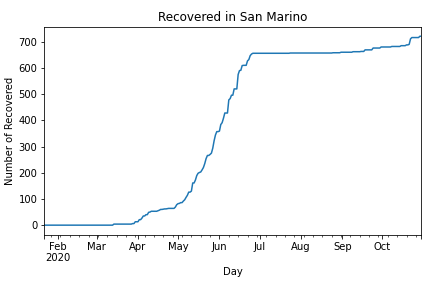 Recovered in San Marino
Number of Recovered
700
600
500
400
300
200
100
0
Feb Mar Apr May Jun Jul Aug Sep Oct
2020
Day